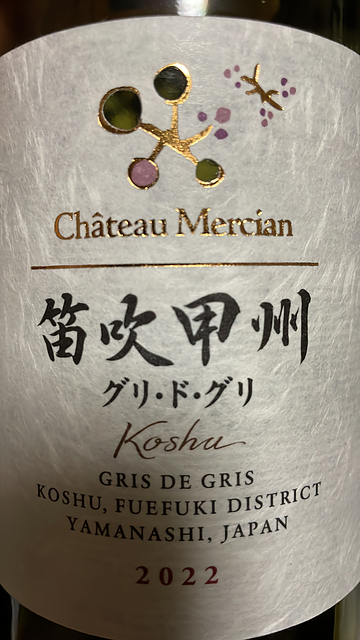 Château Mercian
笛吹甲州
グリ・ド・グリ
Koshu
GRIS DE GRIS
KOSHU, FUEFUKI DISTRICT
YAMANASHI, JAPAN
2022